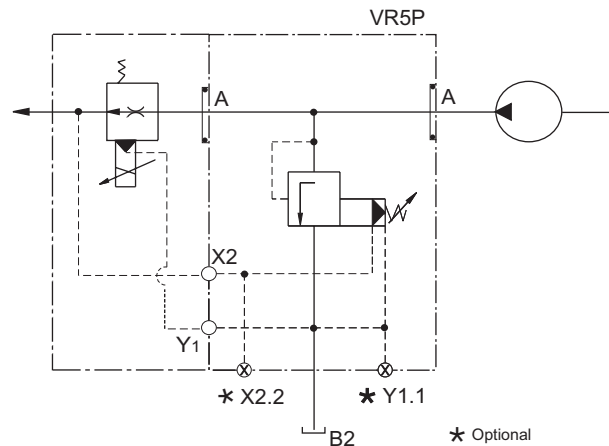 VR5P
A
A
X2
Y1
* X2.2
* Y1.1
B2
* Optional